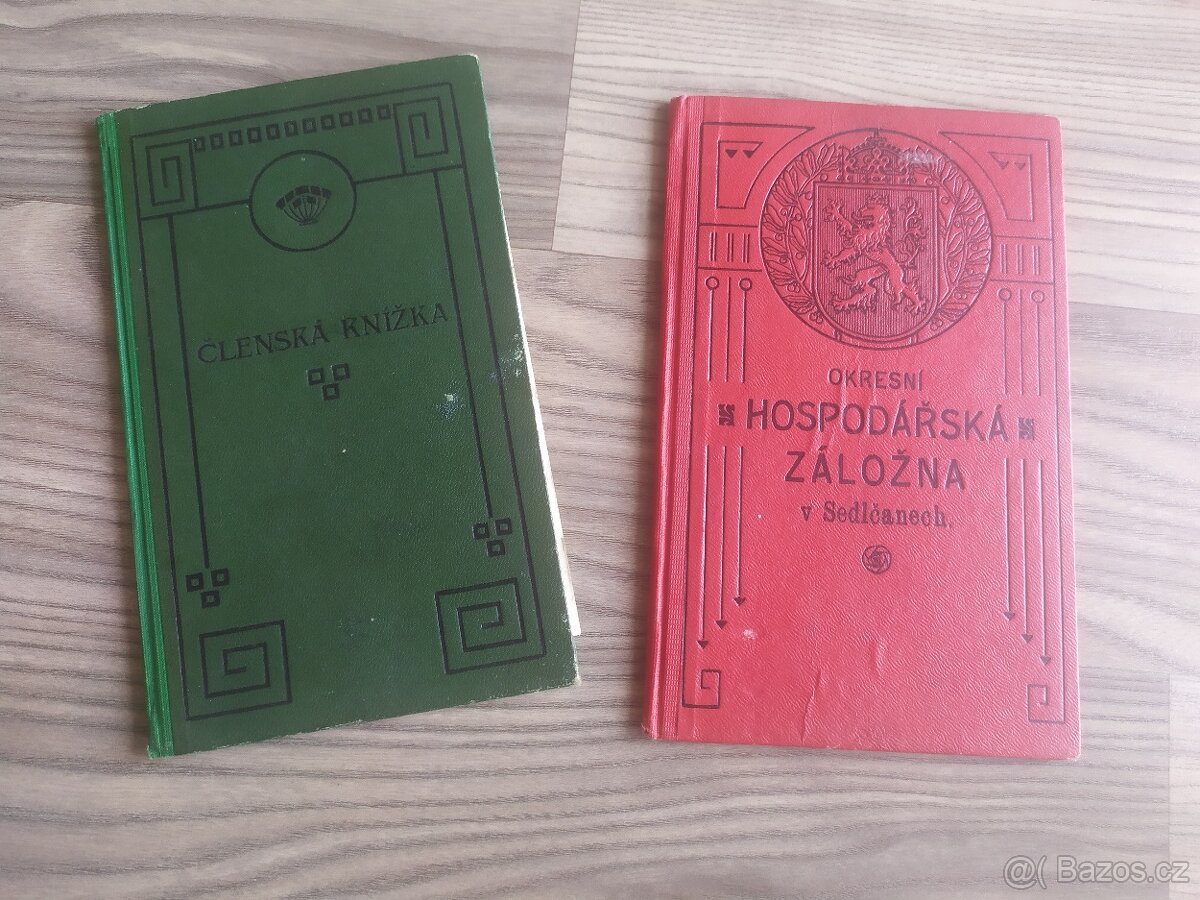 ČLENSKÁ KNÍŽKA
OKRESNÍ
HOSPODÁŘSKÁ
ZÁLOŽNA
v Sedlčanech.
@( Bazos.cz